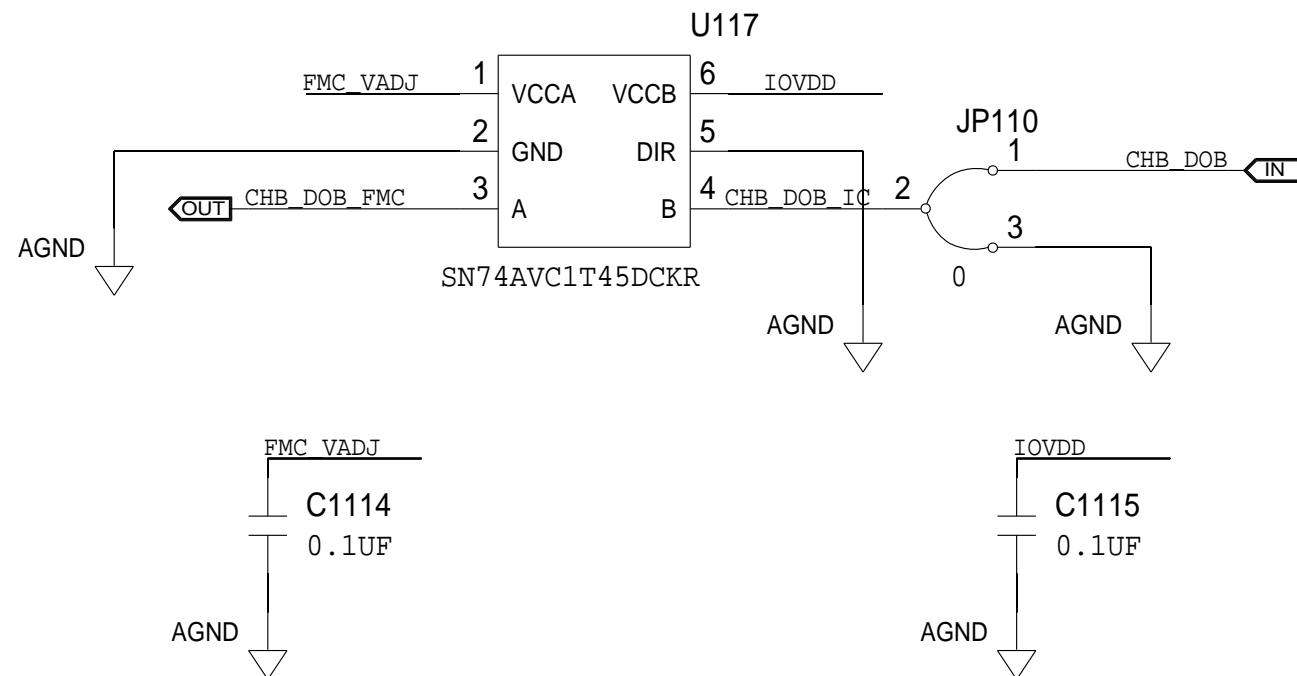 U117
FMC_VADJ 1 VCCA VCCB 6 IOVDD
JP110
2 GND DIR 5 1 CHB_DOB IN
OUT CHB_DOB_FMC 3 A B 4 CHB_DOB_IC 2
3
AGND
SN74AVC1T45DCKR 0
AGND AGND
FMC_VADJ IOVDD
C1114 C1115
0.1UF 0.1UF
AGND AGND